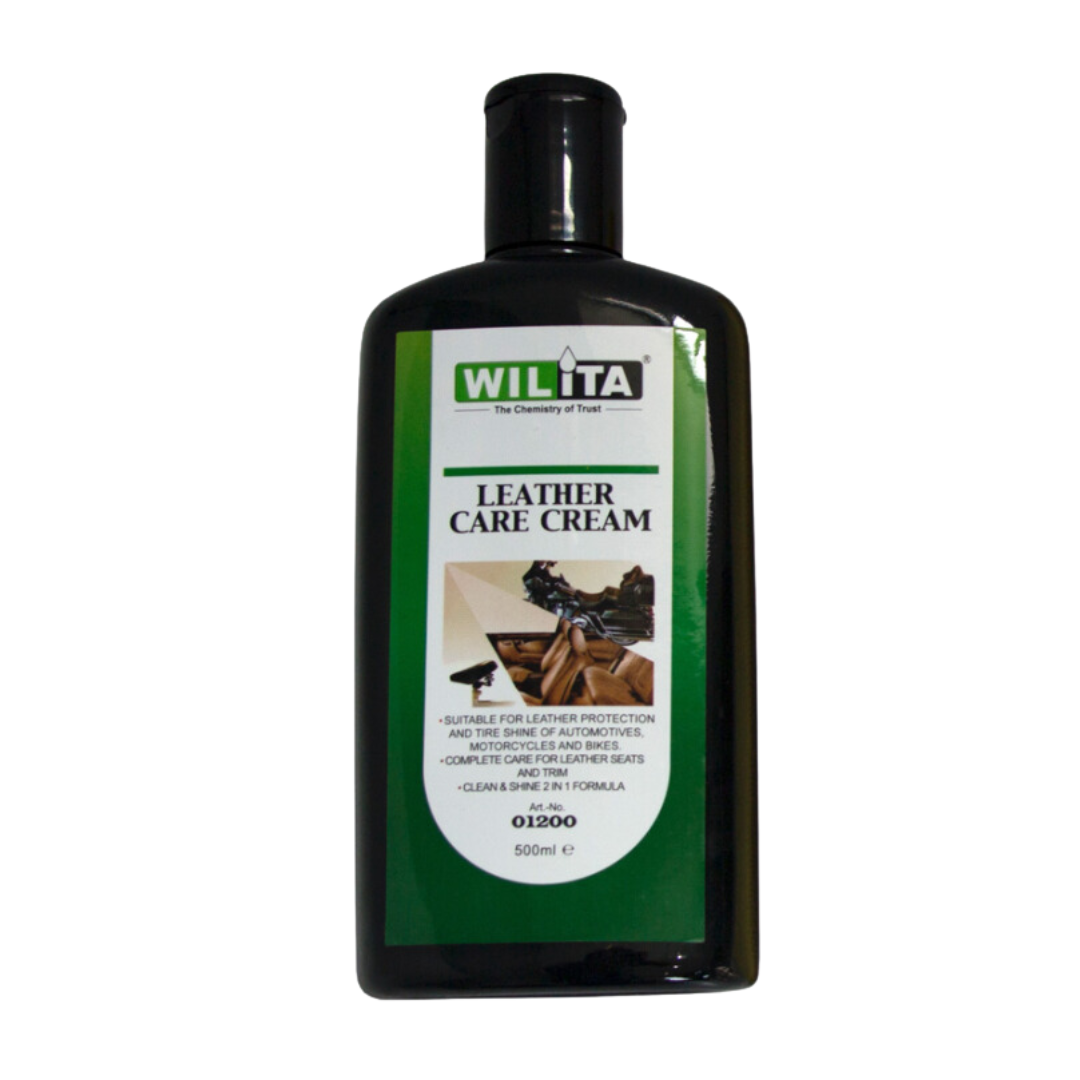 WILiTA®
The Chemistry of Trust
LEATHER
CARE CREAM
•SUITABLE FOR LEATHER PROTECTION
AND TIRE SHINE OF AUTOMOTIVES,
MOTORCYCLES AND BIKES.
•COMPLETE CARE FOR LEATHER SEATS
AND TRIM
•CLEAN & SHINE 2 IN 1 FORMULA
Art.-No.
01200
500ml ℮